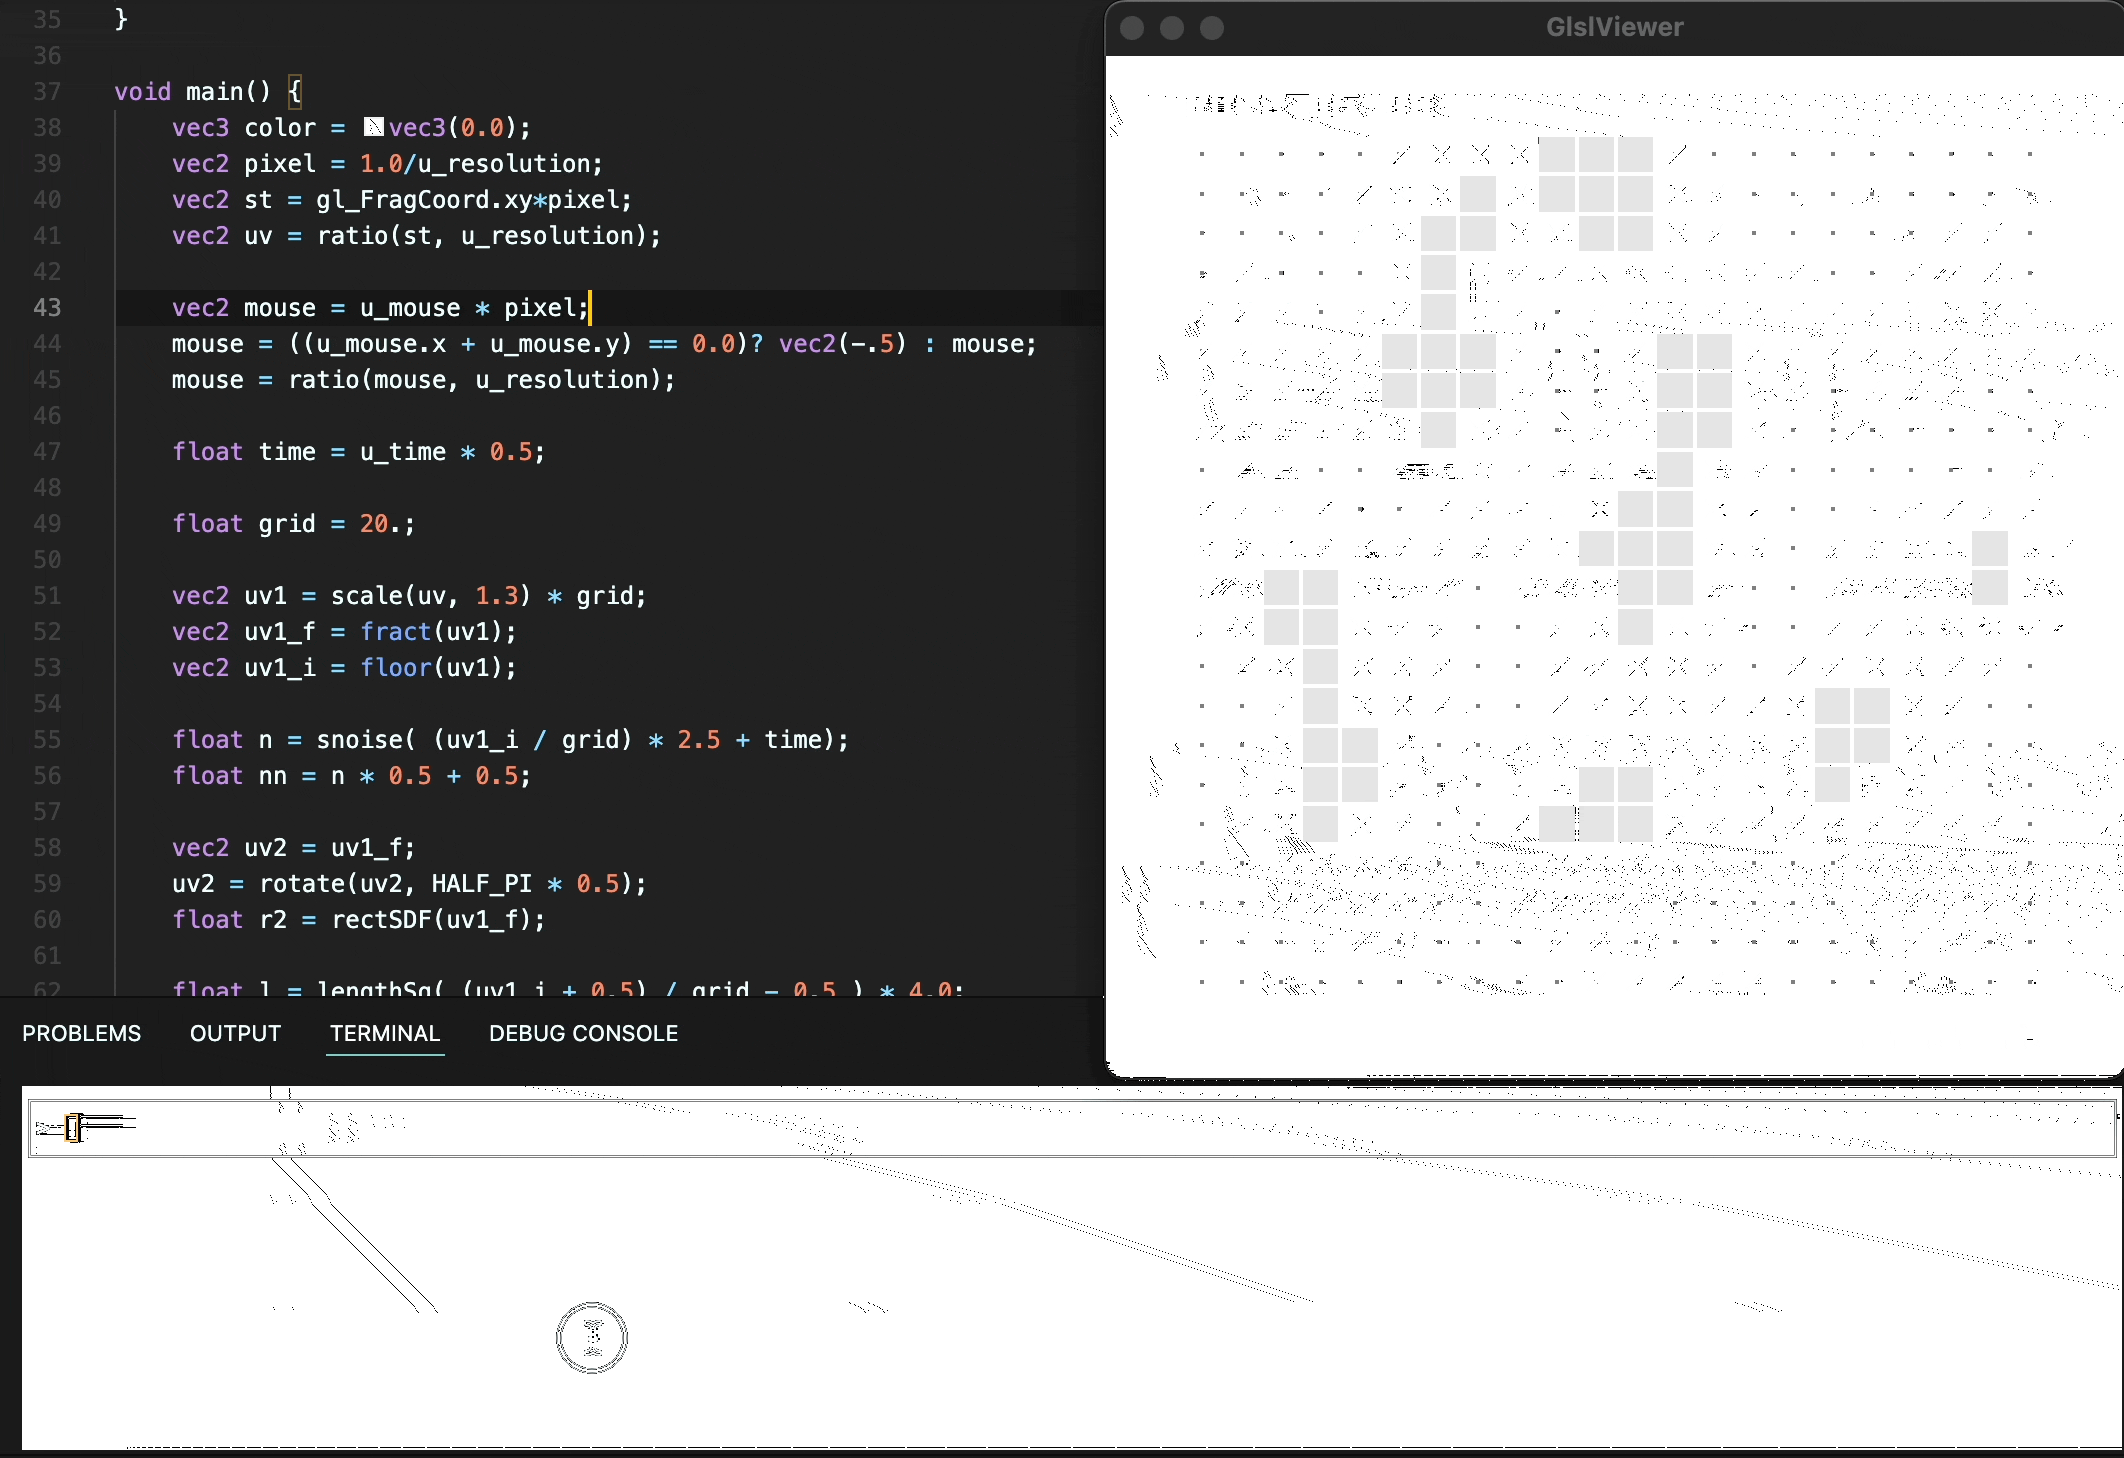 35 }
36
37 void main() {
38 vec3 color = vec3(0.0);
39 vec2 pixel = 1.0/u_resolution;
40 vec2 st = gl_FragCoord.xy*pixel;
41 vec2 uv = ratio(st, u_resolution);
42
43 vec2 mouse = u_mouse * pixel;
44 mouse = ((u_mouse.x + u_mouse.y) == 0.0)? vec2(-.5) : mouse;
45 mouse = ratio(mouse, u_resolution);
46
47 float time = u_time * 0.5;
48
49 float grid = 20.;
50
51 vec2 uv1 = scale(uv, 1.3) * grid;
52 vec2 uv1_f = fract(uv1);
53 vec2 uv1_i = floor(uv1);
54
55 float n = snoise( (uv1_i / grid) * 2.5 + time);
56 float nn = n * 0.5 + 0.5;
57
58 vec2 uv2 = uv1_f;
59 uv2 = rotate(uv2, HALF_PI * 0.5);
60 float r2 = rectSDF(uv1_f);
61
62 float l = lengthSq( (uv1_i + 0.5) / grid - 0.5 ) * 4.0;
GlslViewer
PROBLEMS OUTPUT TERMINAL DEBUG CONSOLE